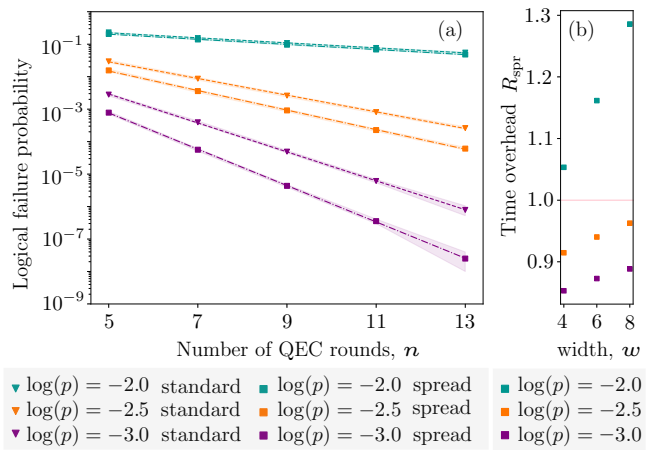 (a)
Logical failure probability
10⁻¹
10⁻³
10⁻⁵
10⁻⁷
10⁻⁹
5 7 9 11 13
Number of QEC rounds, n
(b)
Time overhead R_spr
1.3
1.2
1.1
1.0
0.9
4 6 8
width, w
log(p) = −2.0 standard log(p) = −2.0 spread log(p) = −2.0
log(p) = −2.5 standard log(p) = −2.5 spread log(p) = −2.5
log(p) = −3.0 standard log(p) = −3.0 spread log(p) = −3.0